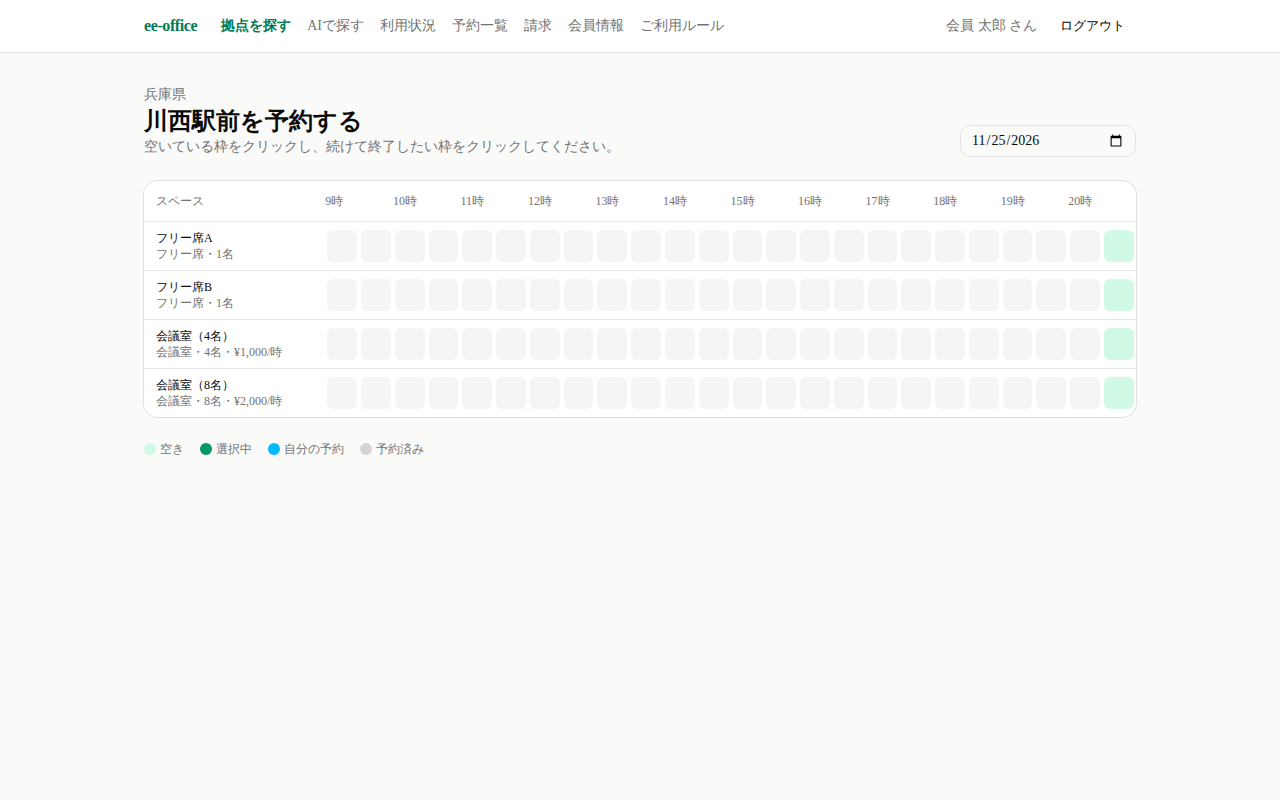 ee-office 拠点を探す AIで探す 利用状況 予約一覧 請求 会員情報 ご利用ルール 会員 太郎 さん ログアウト
兵庫県
川西駅前を予約する
空いている枠をクリックし、続けて終了したい枠をクリックしてください。
11/25/2026
スペース 9時 10時 11時 12時 13時 14時 15時 16時 17時 18時 19時 20時
フリー席A
フリー席・1名
フリー席B
フリー席・1名
会議室（4名）
会議室・4名・¥1,000/時
会議室（8名）
会議室・8名・¥2,000/時
空き 選択中 自分の予約 予約済み